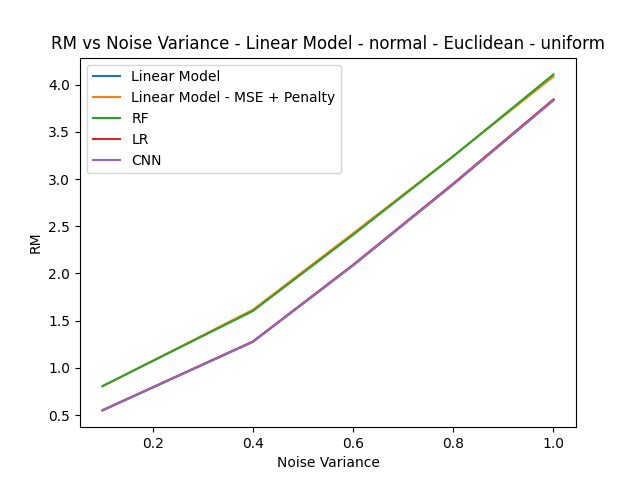 RM vs Noise Variance - Linear Model - normal - Euclidean - uniform
Linear Model
Linear Model - MSE + Penalty
RF
LR
CNN
4.0
3.5
3.0
2.5
2.0
1.5
1.0
0.5
RM
0.2 0.4 0.6 0.8 1.0
Noise Variance